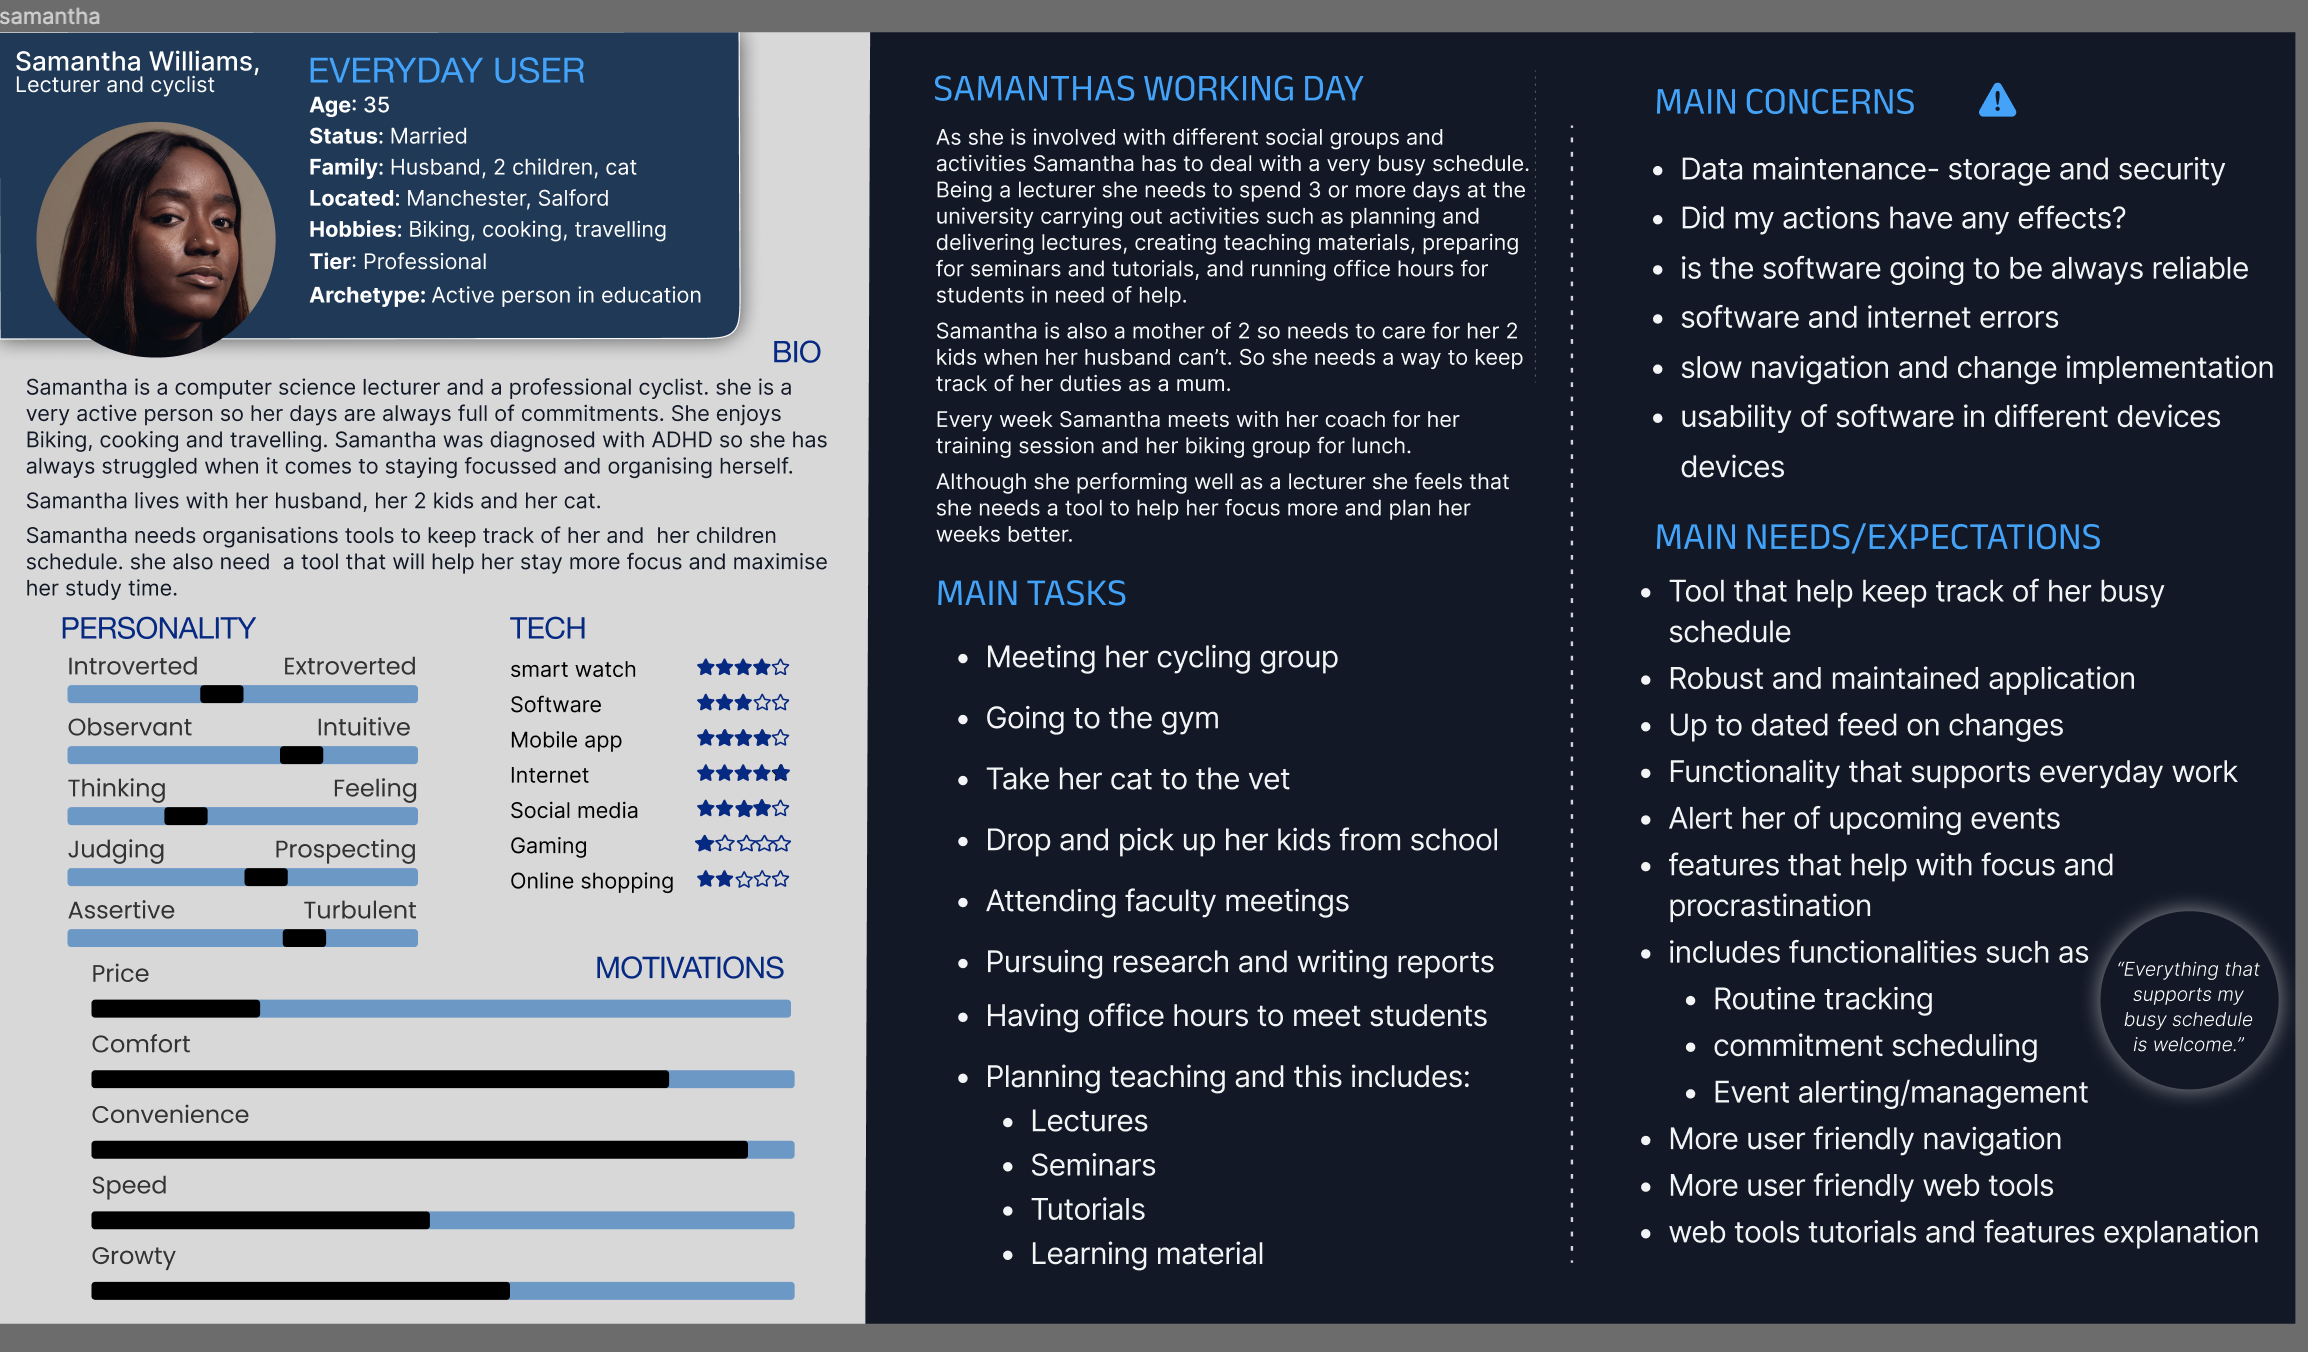 samantha
Samantha Williams,
Lecturer and cyclist
EVERYDAY USER
Age: 35
Status: Married
Family: Husband, 2 children, cat
Located: Manchester, Salford
Hobbies: Biking, cooking, travelling
Tier: Professional
Archetype: Active person in education
BIO
Samantha is a computer science lecturer and a professional cyclist. she is a
very active person so her days are always full of commitments. She enjoys
Biking, cooking and travelling. Samantha was diagnosed with ADHD so she has
always struggled when it comes to staying focussed and organising herself.
Samantha lives with her husband, her 2 kids and her cat.
Samantha needs organisations tools to keep track of her and  her children
schedule. she also need  a tool that will help her stay more focus and maximise
her study time.
PERSONALITY
Introverted Extroverted
Observant Intuitive
Thinking Feeling
Judging Prospecting
Assertive Turbulent
TECH
smart watch
Software
Mobile app
Internet
Social media
Gaming
Online shopping
MOTIVATIONS
Price
Comfort
Convenience
Speed
Growty
SAMANTHAS WORKING DAY
As she is involved with different social groups and
activities Samantha has to deal with a very busy schedule.
Being a lecturer she needs to spend 3 or more days at the
university carrying out activities such as planning and
delivering lectures, creating teaching materials, preparing
for seminars and tutorials, and running office hours for
students in need of help.
Samantha is also a mother of 2 so needs to care for her 2
kids when her husband can’t. So she needs a way to keep
track of her duties as a mum.
Every week Samantha meets with her coach for her
training session and her biking group for lunch.
Although she performing well as a lecturer she feels that
she needs a tool to help her focus more and plan her
weeks better.
MAIN TASKS
• Meeting her cycling group
• Going to the gym
• Take her cat to the vet
• Drop and pick up her kids from school
• Attending faculty meetings
• Pursuing research and writing reports
• Having office hours to meet students
• Planning teaching and this includes:
• Lectures
• Seminars
• Tutorials
• Learning material
MAIN CONCERNS
• Data maintenance- storage and security
• Did my actions have any effects?
• is the software going to be always reliable
• software and internet errors
• slow navigation and change implementation
• usability of software in different devices
devices
MAIN NEEDS/EXPECTATIONS
• Tool that help keep track of her busy
schedule
• Robust and maintained application
• Up to dated feed on changes
• Functionality that supports everyday work
• Alert her of upcoming events
• features that help with focus and
procrastination
• includes functionalities such as
• Routine tracking
• commitment scheduling
• Event alerting/management
• More user friendly navigation
• More user friendly web tools
• web tools tutorials and features explanation
“Everything that
supports my
busy schedule
is welcome.”